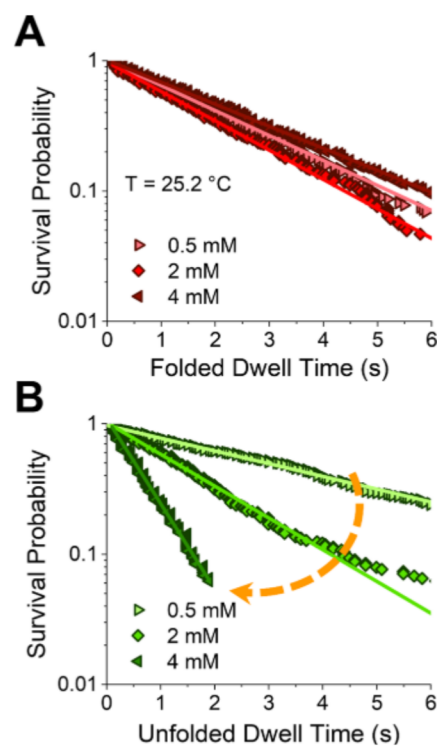 A
Survival Probability
1
0.1
0.01
T = 25.2 °C
0.5 mM
2 mM
4 mM
0 1 2 3 4 5 6
Folded Dwell Time (s)
B
Survival Probability
1
0.1
0.01
0.5 mM
2 mM
4 mM
0 1 2 3 4 5 6
Unfolded Dwell Time (s)